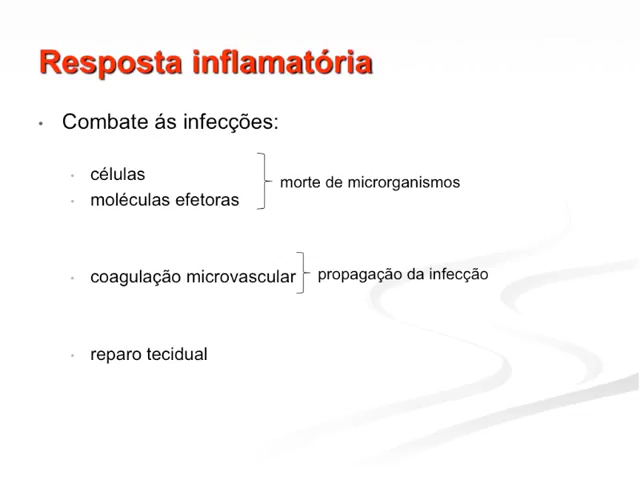 Resposta inflamatória
• Combate ás infecções:
• células
• moléculas efetoras
morte de microrganismos
• coagulação microvascular
propagação da infecção
• reparo tecidual